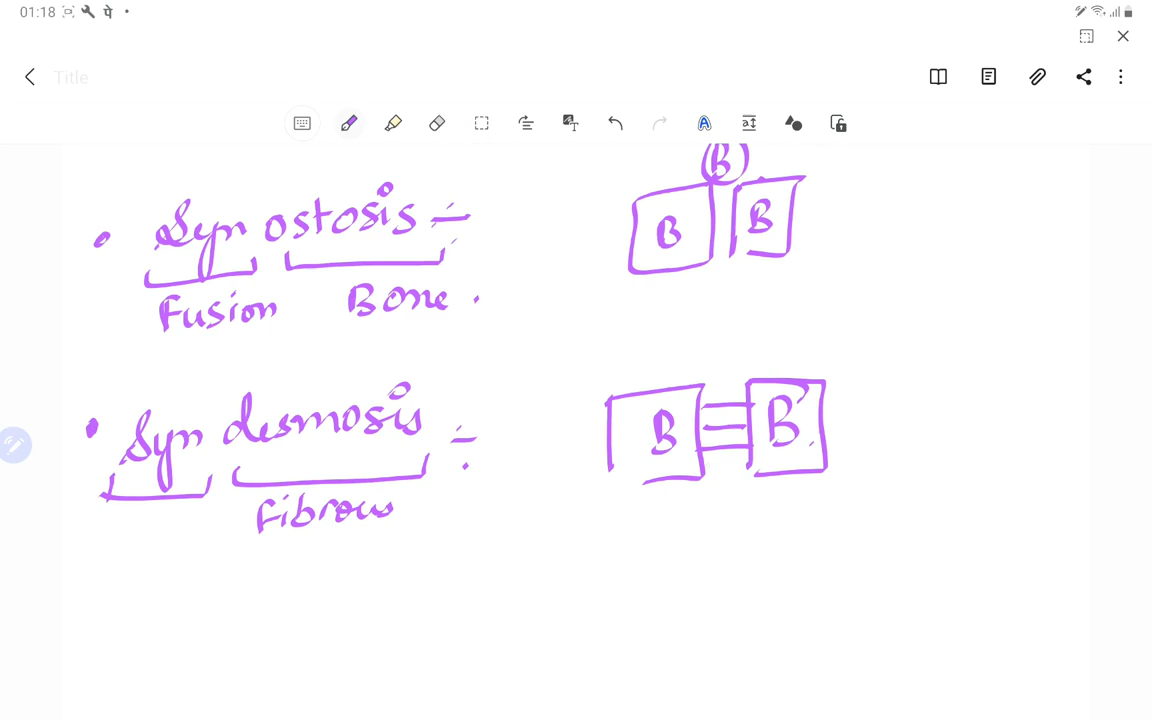 01:18 पे
Title
B
• Synostosis :- B B
Fusion Bone .
• Syndesmosis :- B B
Fibrous